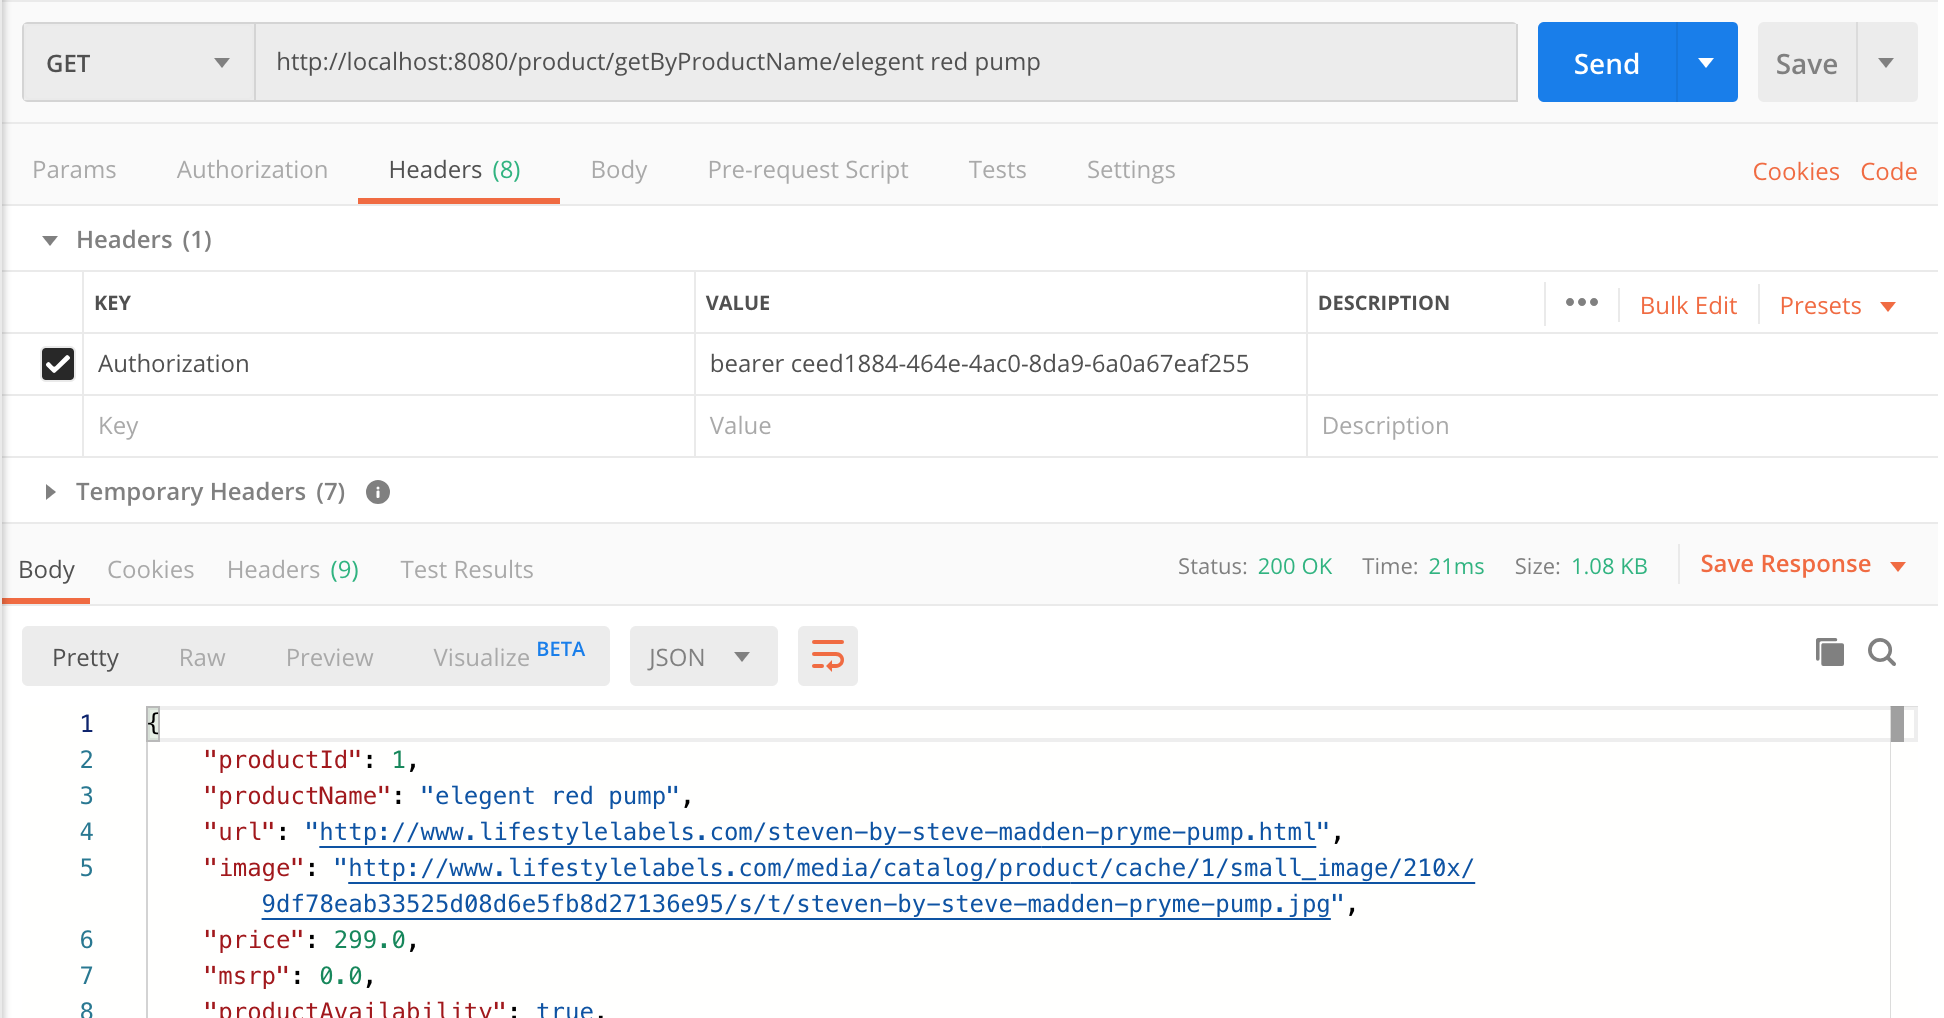 GET http://localhost:8080/product/getByProductName/elegent red pump Send Save
Params Authorization Headers (8) Body Pre-request Script Tests Settings Cookies Code
Headers (1)
KEY VALUE DESCRIPTION ••• Bulk Edit Presets
Authorization bearer ceed1884-464e-4ac0-8da9-6a0a67eaf255
Key Value Description
Temporary Headers (7) i
Body Cookies Headers (9) Test Results Status: 200 OK Time: 21ms Size: 1.08 KB Save Response
Pretty Raw Preview Visualize BETA JSON
1 {
2 "productId": 1,
3 "productName": "elegent red pump",
4 "url": "http://www.lifestylelabels.com/steven-by-steve-madden-pryme-pump.html",
5 "image": "http://www.lifestylelabels.com/media/catalog/product/cache/1/small_image/210x/
9df78eab33525d08d6e5fb8d27136e95/s/t/steven-by-steve-madden-pryme-pump.jpg",
6 "price": 299.0,
7 "msrp": 0.0,
8 "productAvailability": true,